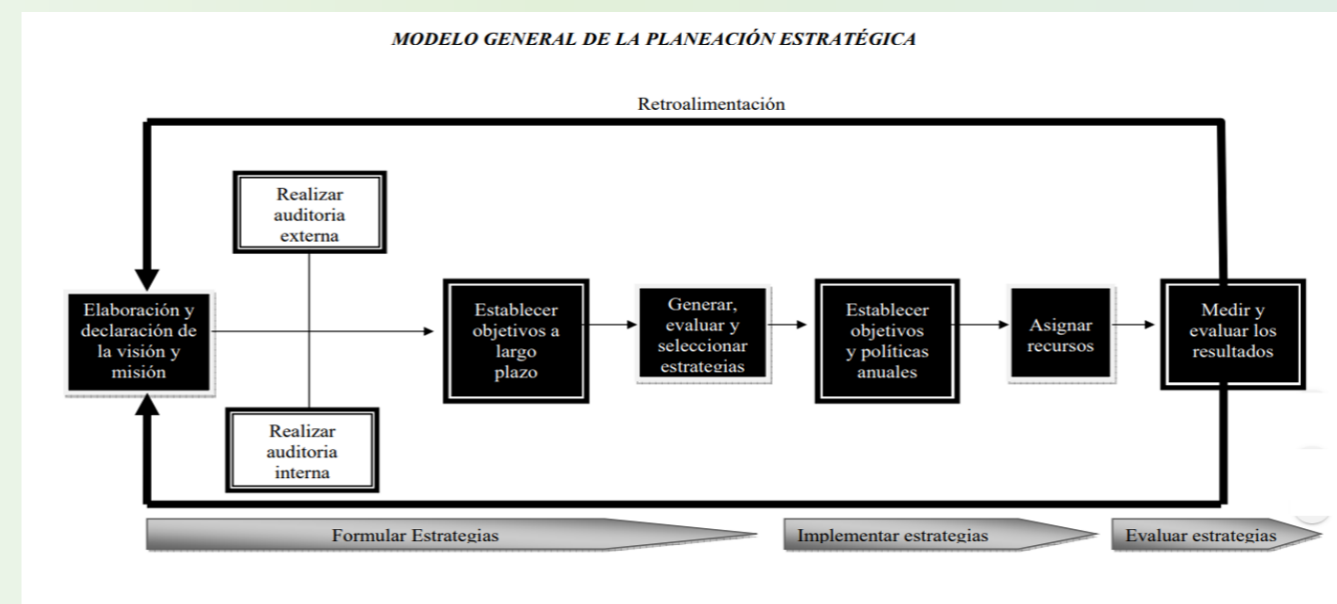 MODELO GENERAL DE LA PLANEACIÓN ESTRATÉGICA
Retroalimentación
Realizar
auditoria
externa
Elaboración y
declaración de
la visión y
misión
Realizar
auditoria
interna
Establecer
objetivos a
largo
plazo
Generar,
evaluar y
seleccionar
estrategias
Establecer
objetivos
y políticas
anuales
Asignar
recursos
Medir y
evaluar los
resultados
Formular Estrategias
Implementar estrategias
Evaluar estrategias